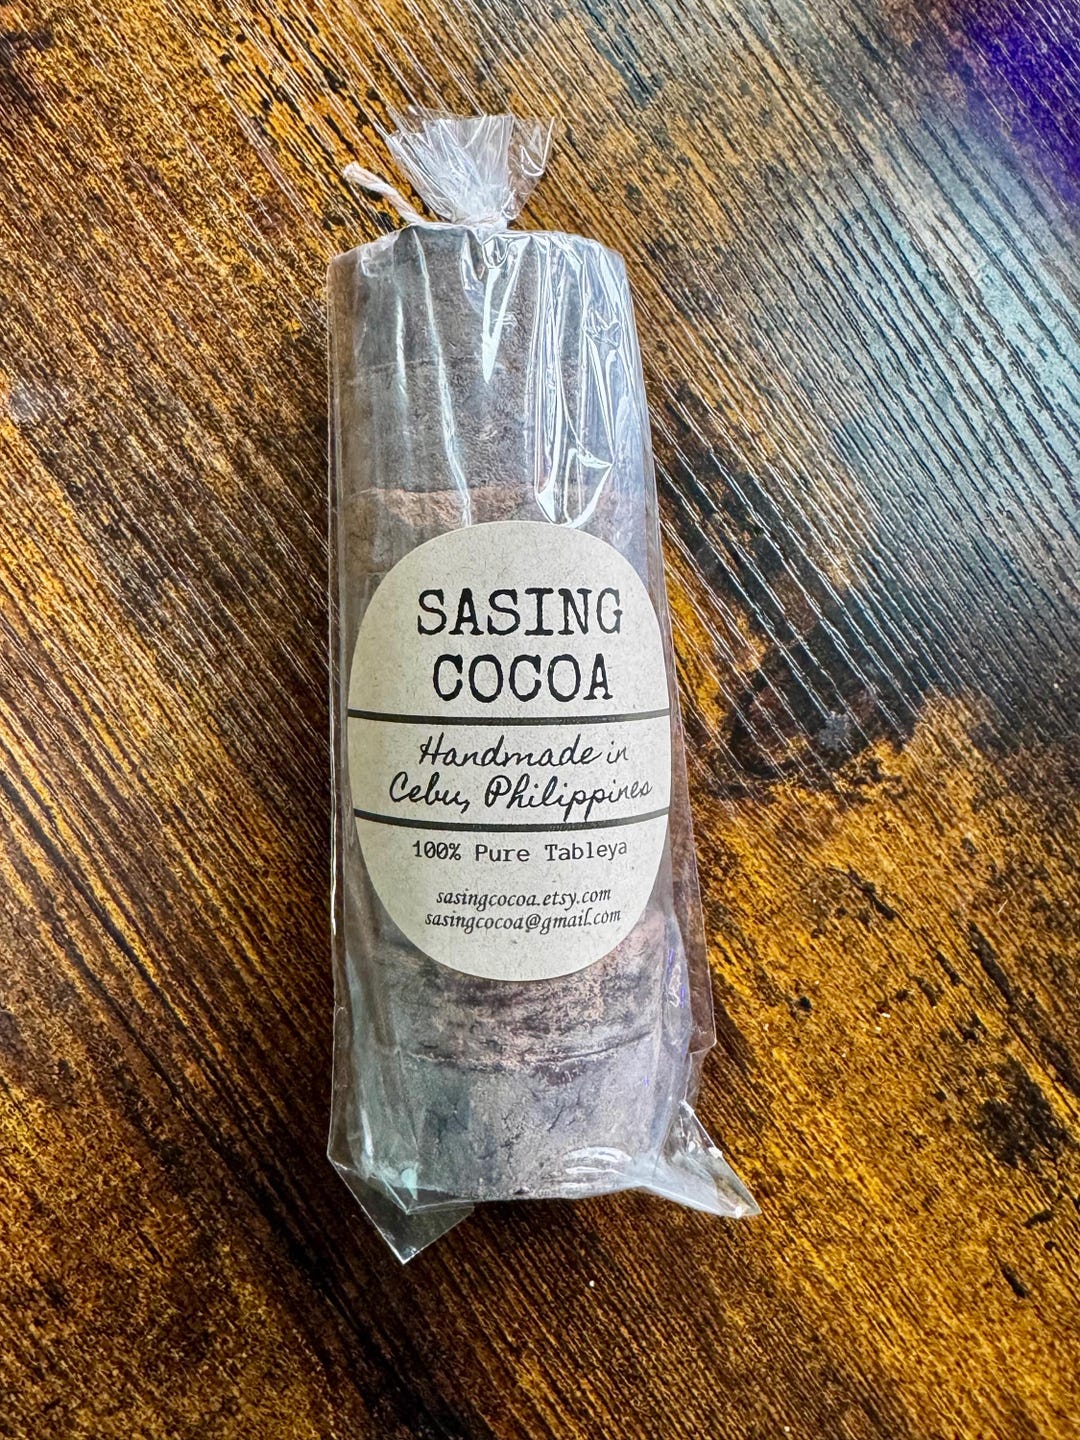 SASING
COCOA
Handmade in
Cebu, Philippines
100% Pure Tableya
sasingcocoa.etsy.com
sasingcocoa@gmail.com